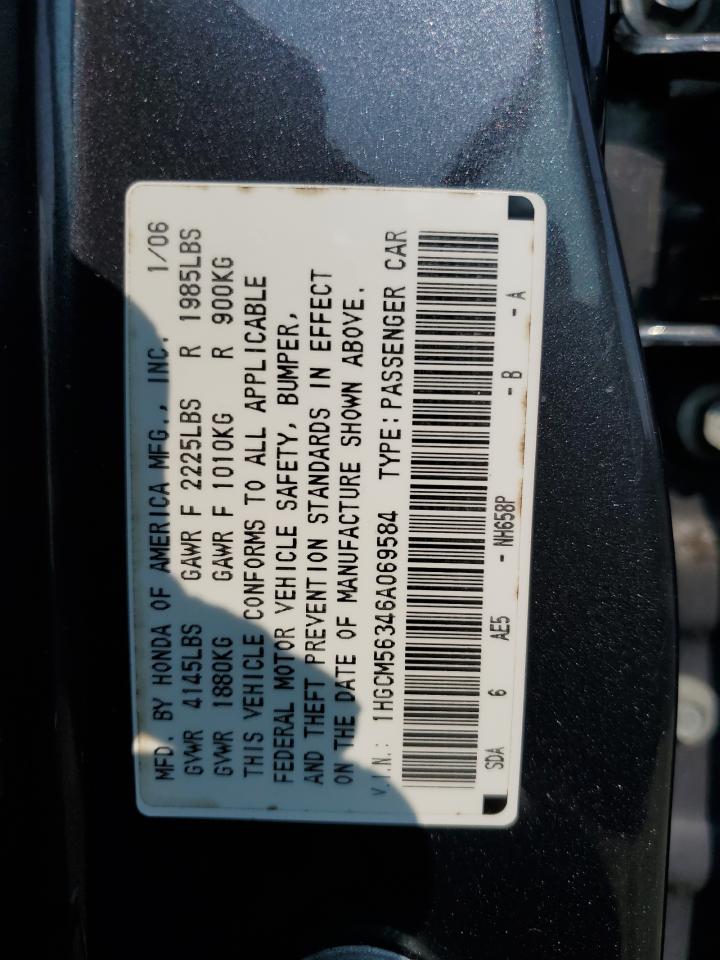 MFD. BY HONDA OF AMERICA MFG., INC. 1/06
GVWR 4145LBS GAWR F 2225LBS R 1985LBS
GVWR 1880KG GAWR F 1010KG R 900KG
THIS VEHICLE CONFORMS TO ALL APPLICABLE
FEDERAL MOTOR VEHICLE SAFETY, BUMPER,
AND THEFT PREVENTION STANDARDS IN EFFECT
ON THE DATE OF MANUFACTURE SHOWN ABOVE.
V.I.N.: 1HGCM56346A069584 TYPE: PASSENGER CAR
SDA 6 AE5 - NH658P - B - A